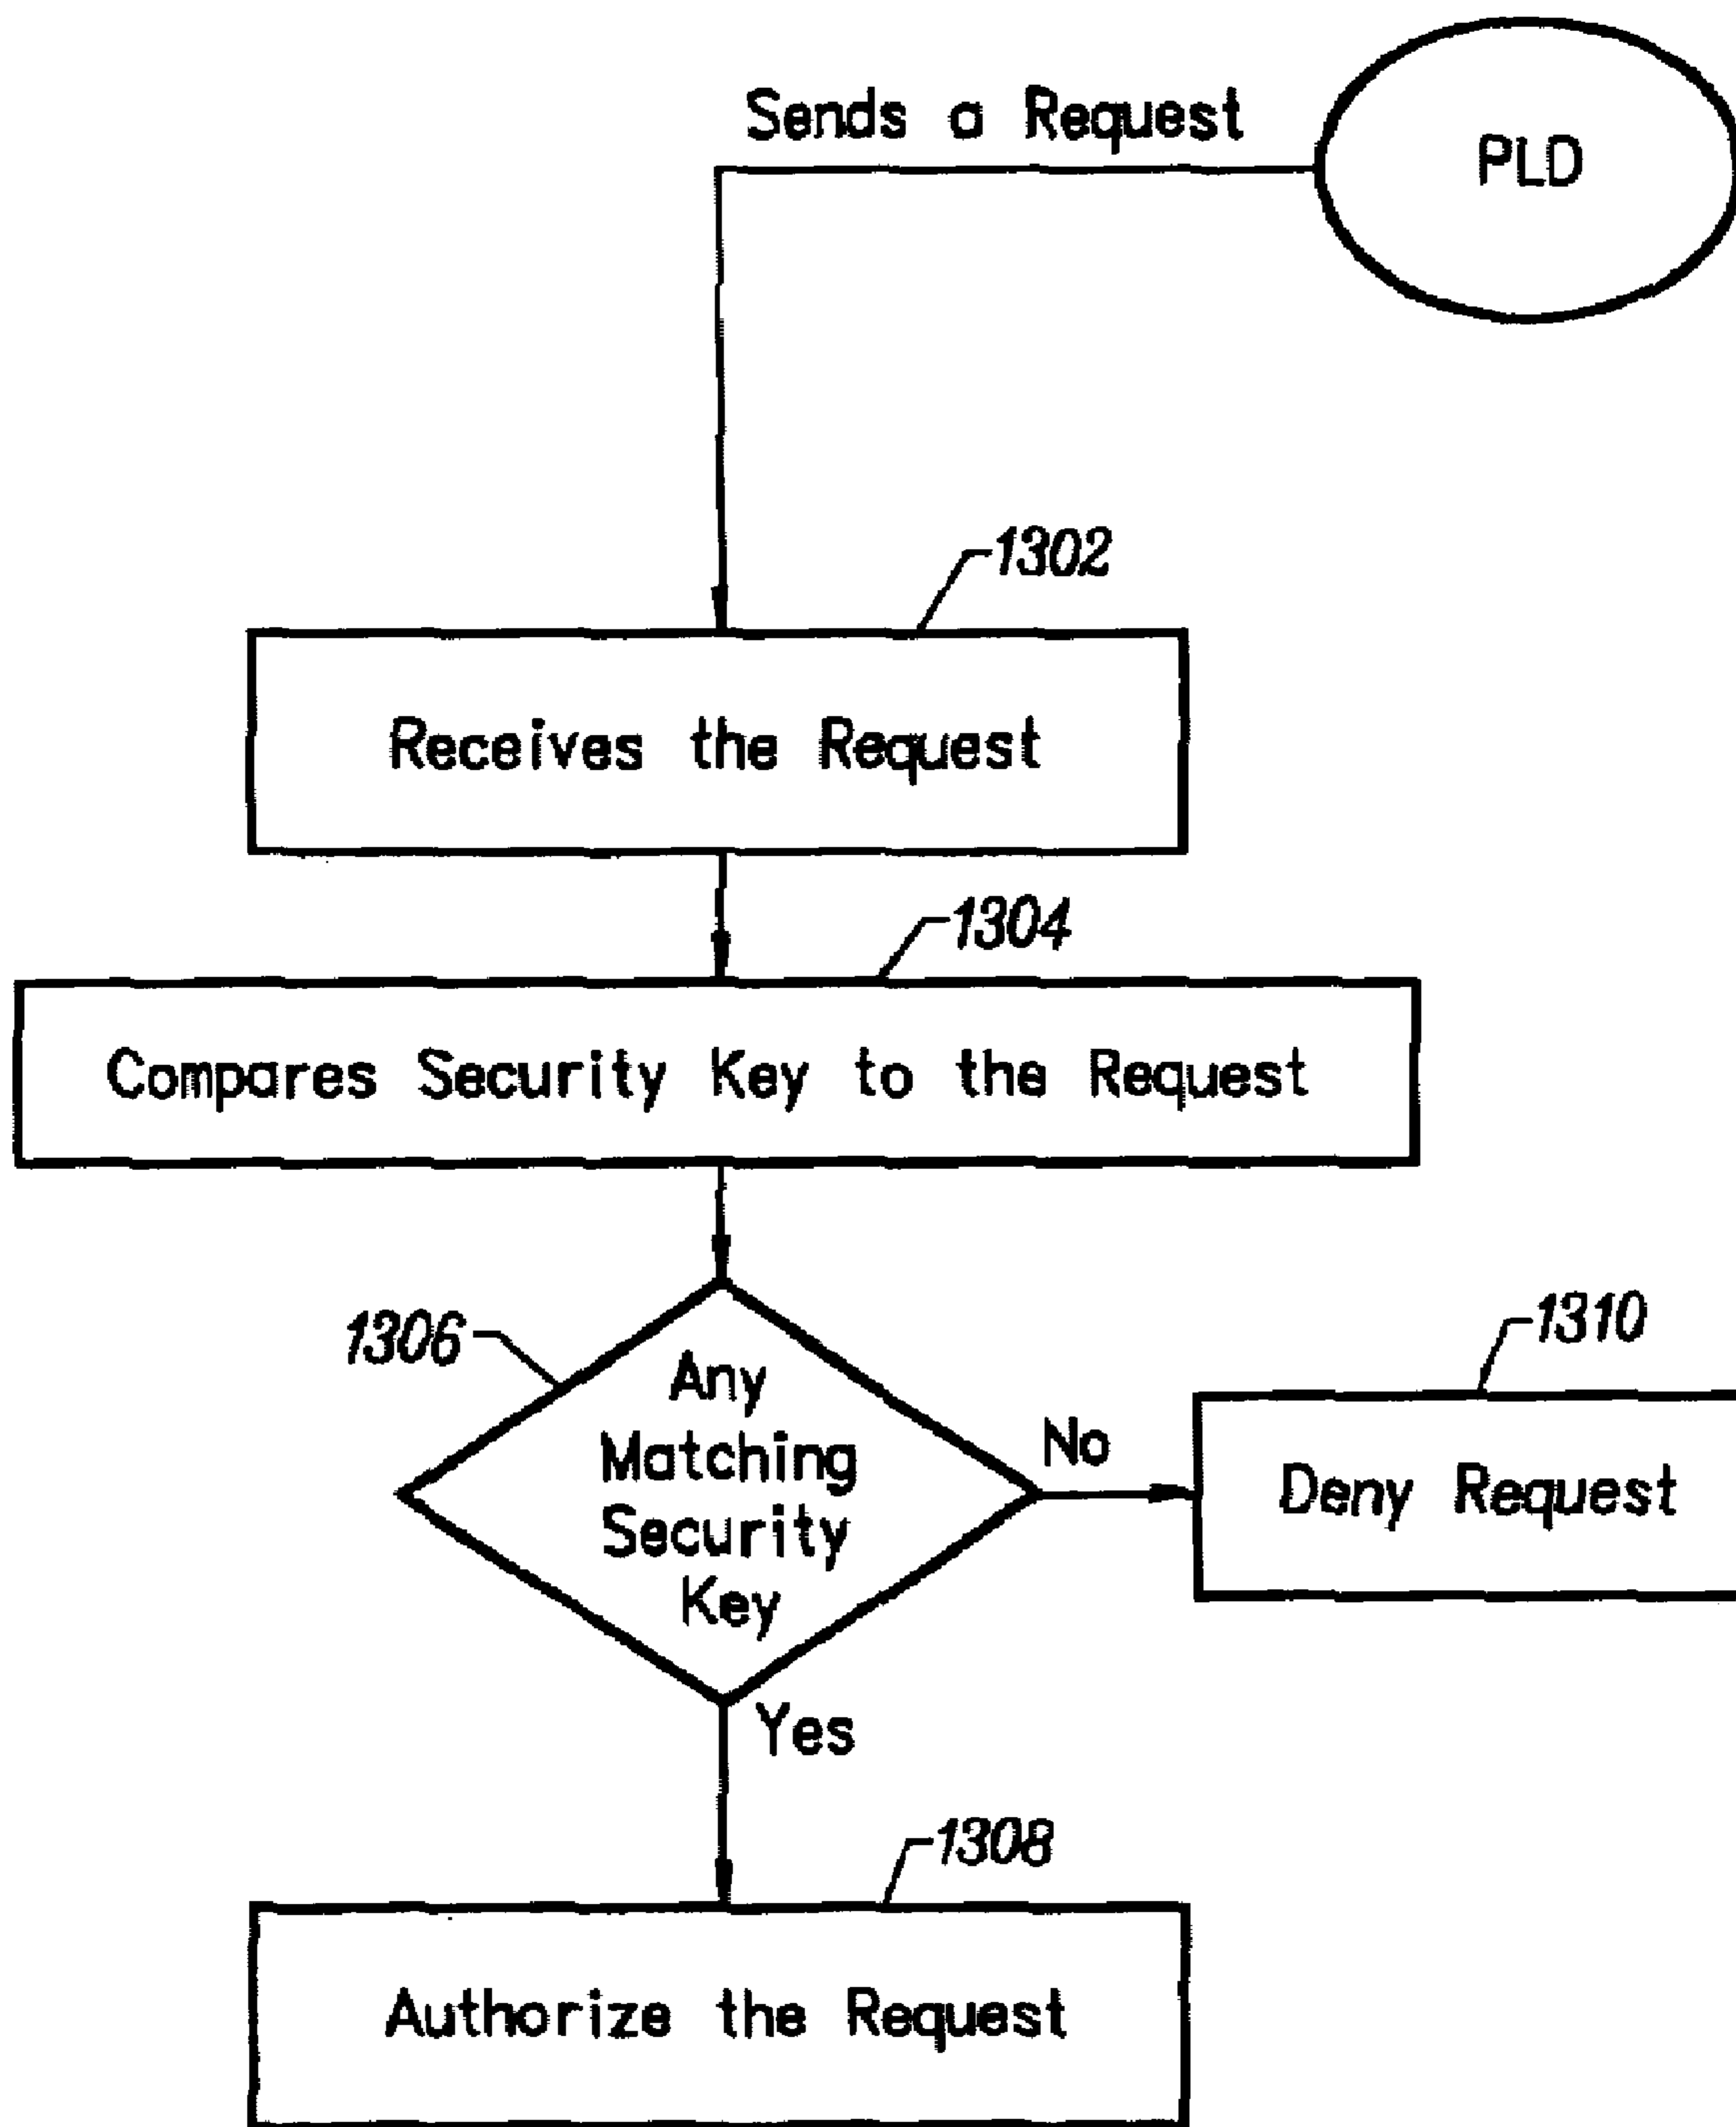 Sends a Request
PLD
1302
Receives the Request
1304
Compares Security Key to the Request
1306
Any
Matching
Security
Key
No
1310
Deny Request
Yes
1308
Authorize the Request